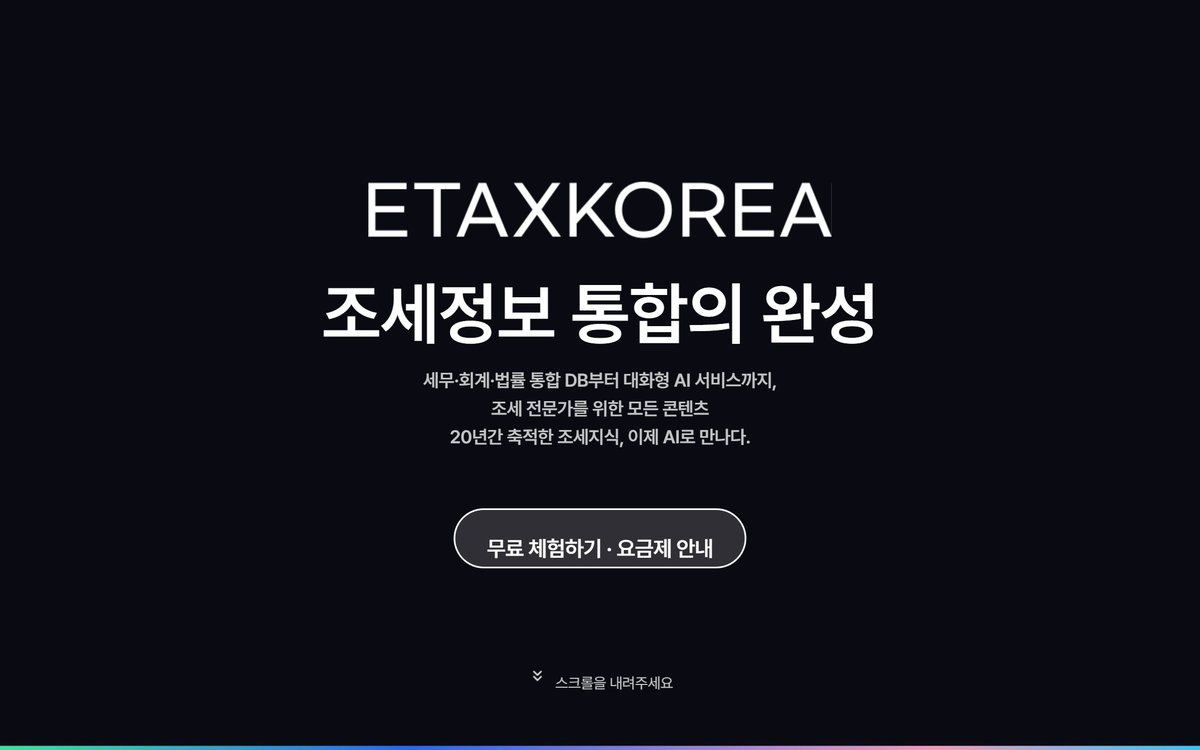 ETAXKOREA
조세정보 통합의 완성
세무·회계·법률 통합 DB부터 대화형 AI 서비스까지,
조세 전문가를 위한 모든 콘텐츠
20년간 축적한 조세지식, 이제 AI로 만나다.
무료 체험하기 · 요금제 안내
스크롤을 내려주세요